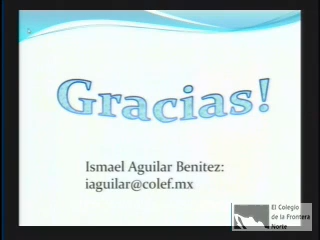 Gracias!
Ismael Aguilar Benitez:
iaguilar@colef.mx
El Colegio
de la Frontera
Norte